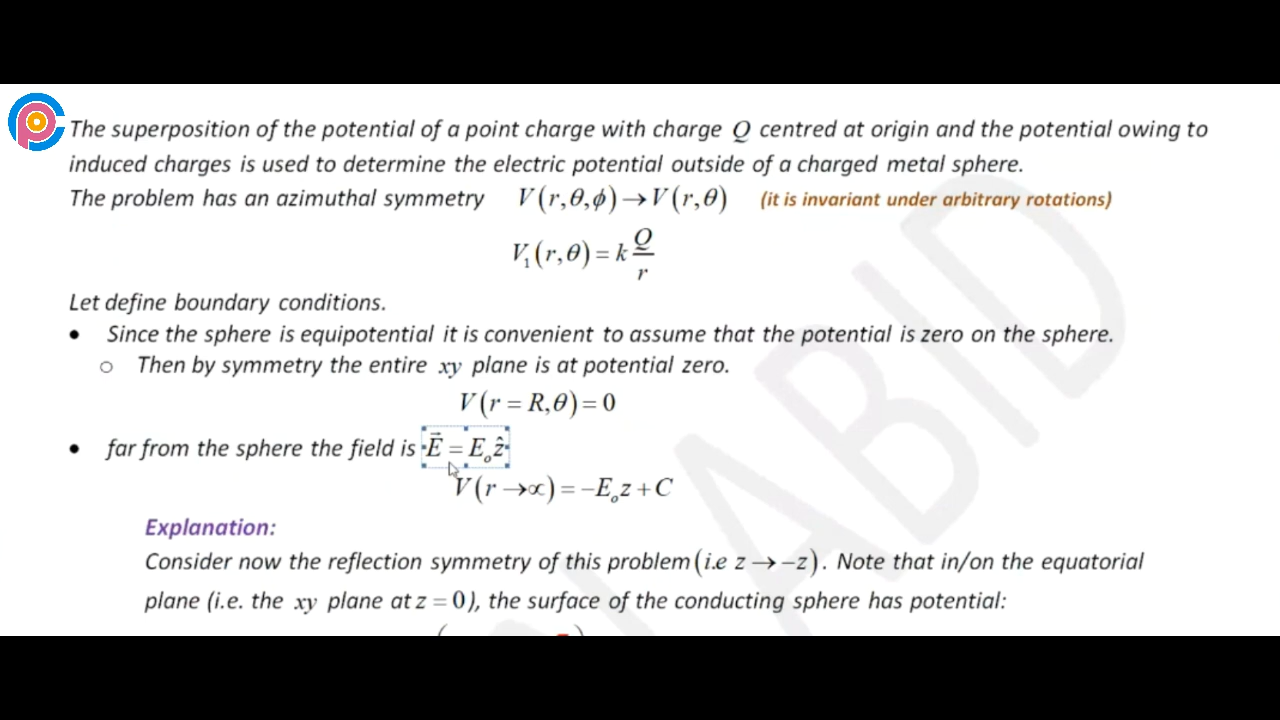 The superposition of the potential of a point charge with charge Q centred at origin and the potential owing to
induced charges is used to determine the electric potential outside of a charged metal sphere.
The problem has an azimuthal symmetry V(r,θ,ϕ)→V(r,θ) (it is invariant under arbitrary rotations)
V₁(r,θ) = k Q/r
Let define boundary conditions.
• Since the sphere is equipotential it is convenient to assume that the potential is zero on the sphere.
○ Then by symmetry the entire xy plane is at potential zero.
V(r = R,θ) = 0
• far from the sphere the field is E⃗ = Eₒẑ
V(r →∝) = −Eₒz + C
Explanation:
Consider now the reflection symmetry of this problem (i.e z → −z). Note that in/on the equatorial
plane (i.e. the xy plane at z = 0), the surface of the conducting sphere has potential:
ABID